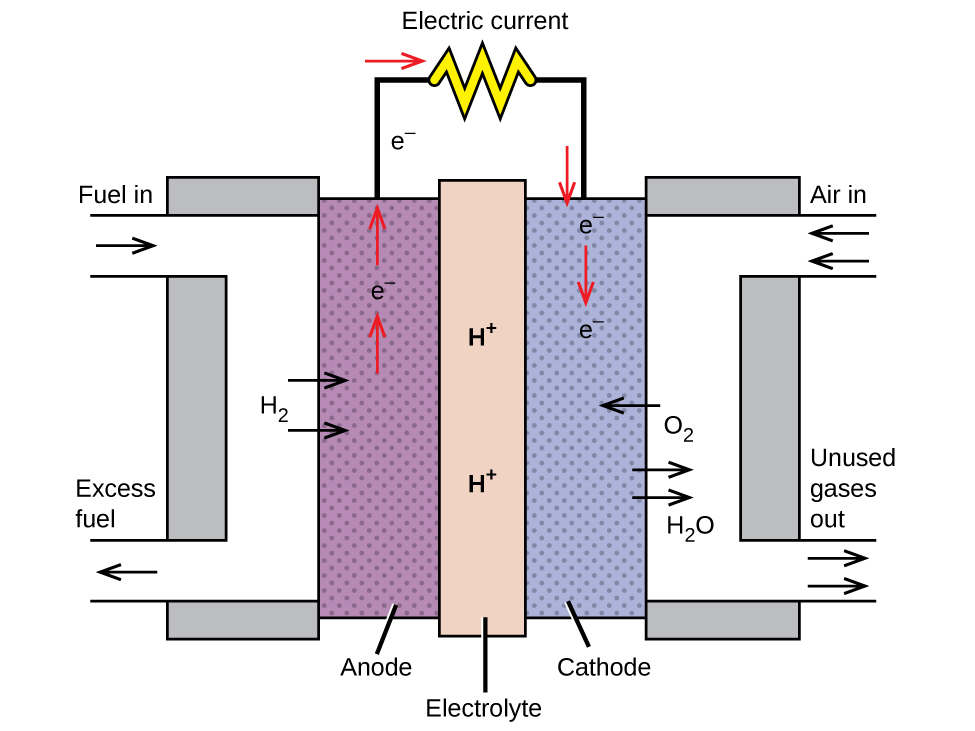 Electric current
e⁻
Fuel in
Air in
e⁻
e⁻
e⁻
H⁺
H₂
O₂
Unused
gases
out
Excess
fuel
H⁺
H₂O
Anode
Cathode
Electrolyte